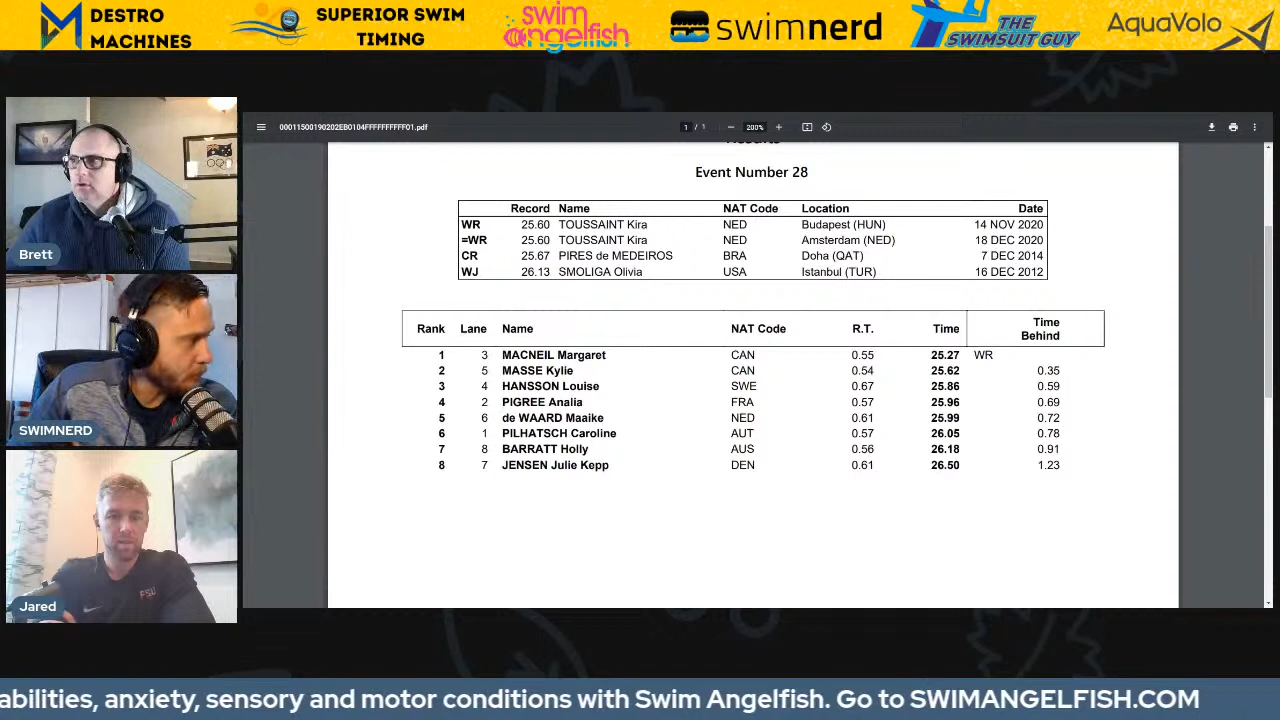 DESTRO
MACHINES
SUPERIOR SWIM
TIMING
swim
angelfish
swimnerd
THE
SWIMSUIT GUY
AquaVolo
00011500190202EB0104FFFFFFFFFF01.pdf
1 / 1
200%
Results
Event Number 28
Record Name NAT Code Location Date
WR 25.60 TOUSSAINT Kira NED Budapest (HUN) 14 NOV 2020
=WR 25.60 TOUSSAINT Kira NED Amsterdam (NED) 18 DEC 2020
CR 25.67 PIRES de MEDEIROS BRA Doha (QAT) 7 DEC 2014
WJ 26.13 SMOLIGA Olivia USA Istanbul (TUR) 16 DEC 2012
Rank Lane Name NAT Code R.T. Time Time
Behind
1 3 MACNEIL Margaret CAN 0.55 25.27 WR
2 5 MASSE Kylie CAN 0.54 25.62 0.35
3 4 HANSSON Louise SWE 0.67 25.86 0.59
4 2 PIGREE Analia FRA 0.57 25.96 0.69
5 6 de WAARD Maaike NED 0.61 25.99 0.72
6 1 PILHATSCH Caroline AUT 0.57 26.05 0.78
7 8 BARRATT Holly AUS 0.56 26.18 0.91
8 7 JENSEN Julie Kepp DEN 0.61 26.50 1.23
Brett
SWIMNERD
FSU
Jared
abilities, anxiety, sensory and motor conditions with Swim Angelfish. Go to SWIMANGELFISH.COM